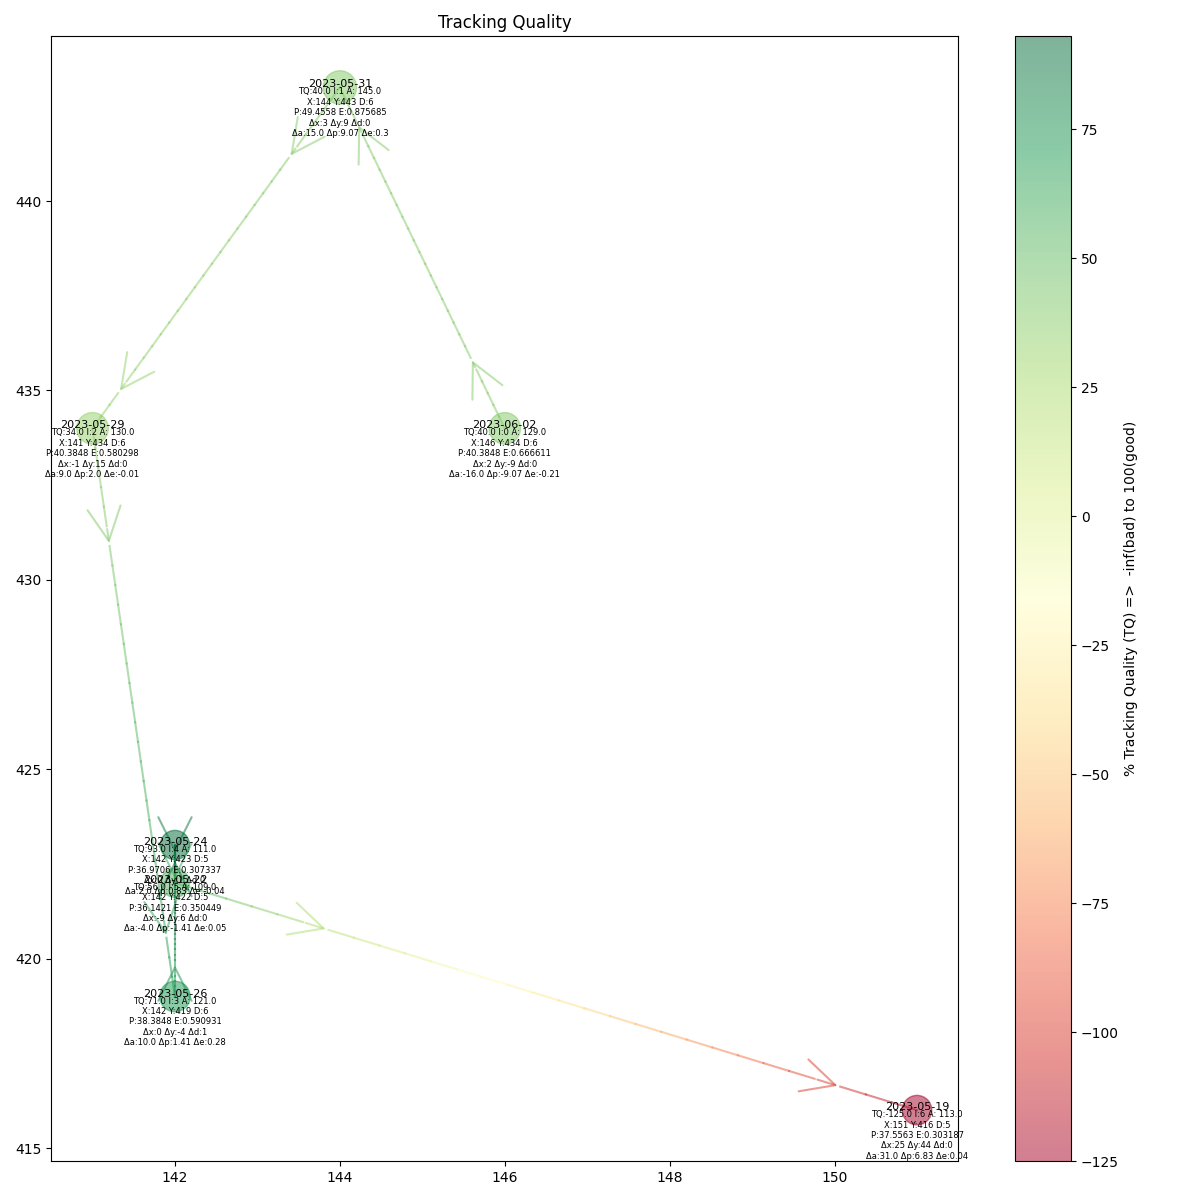 Tracking Quality
2023-05-31
TQ:40.0 I:1 A: 145.0
X:144 Y:443 D:6
P:49.4558 E:0.875685
Δx:3 Δy:9 Δd:0
Δa:15.0 Δp:9.07 Δe:0.3
2023-05-29
TQ:34.0 I:2 A: 130.0
X:141 Y:434 D:6
P:40.3848 E:0.580298
Δx:-1 Δy:15 Δd:0
Δa:9.0 Δp:2.0 Δe:-0.01
2023-06-02
TQ:40.0 I:0 A: 129.0
X:146 Y:434 D:6
P:40.3848 E:0.666611
Δx:2 Δy:-9 Δd:0
Δa:-16.0 Δp:-9.07 Δe:-0.21
2023-05-24
TQ:93.0 I:4 A: 111.0
X:142 Y:423 D:5
P:36.9706 E:0.307337
2023-05-22
TQ:56.0 I:5 A: 109.0
X:142 Y:422 D:5
P:36.1421 E:0.350449
Δx:-9 Δy:6 Δd:0
Δa:-4.0 Δp:-1.41 Δe:0.05
2023-05-26
TQ:71.0 I:3 A: 121.0
X:142 Y:419 D:6
P:38.3848 E:0.590931
Δx:0 Δy:-4 Δd:1
Δa:10.0 Δp:1.41 Δe:0.28
2023-05-19
TQ:-125.0 I:6 A: 113.0
X:151 Y:416 D:5
P:37.5563 E:0.303187
Δx:25 Δy:44 Δd:0
Δa:31.0 Δp:6.83 Δe:0.04
440
435
430
425
420
415
142
144
146
148
150
75
50
25
0
−25
−50
−75
−100
−125
% Tracking Quality (TQ) => -inf(bad) to 100(good)